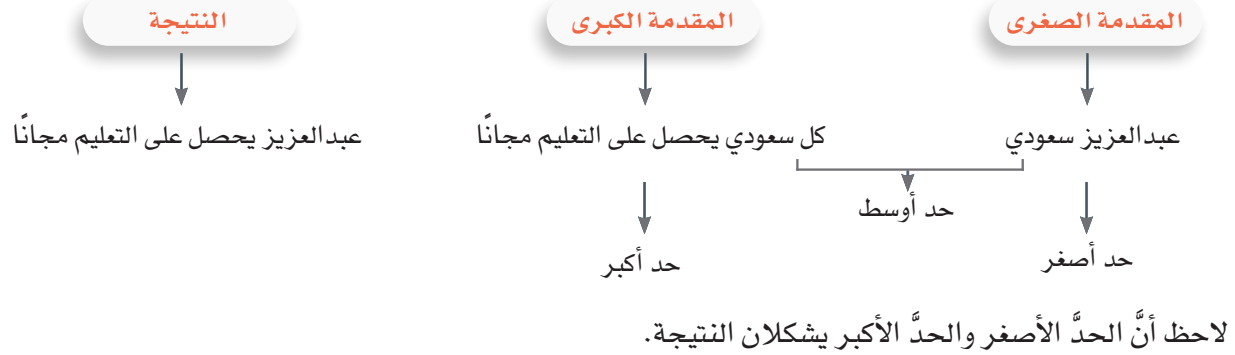 المقدمة الصغرى المقدمة الكبرى النتيجة
عبدالعزيز سعودي كل سعودي يحصل على التعليم مجانًا عبدالعزيز يحصل على التعليم مجانًا
حد أوسط
حد أصغر حد أكبر
لاحظ أنَّ الحدَّ الأصغر والحدَّ الأكبر يشكلان النتيجة.